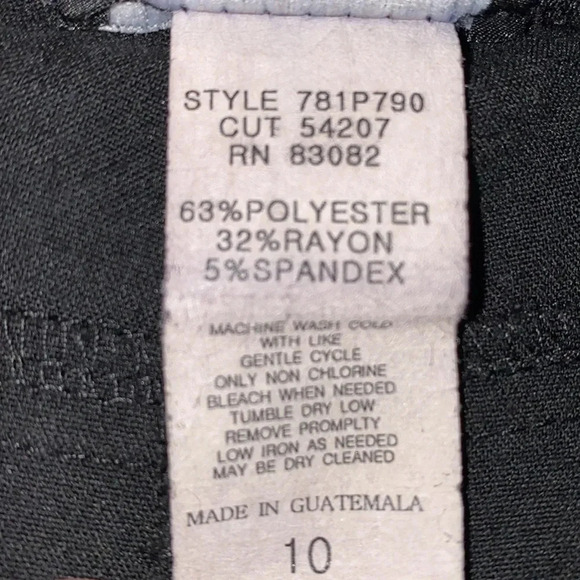 STYLE 781P790
CUT 54207
RN 83082
63%POLYESTER
32%RAYON
5%SPANDEX
MACHINE WASH COLD
WITH LIKE
GENTLE CYCLE
ONLY NON CHLORINE
BLEACH WHEN NEEDED
TUMBLE DRY LOW
REMOVE PROMPLTY
LOW IRON AS NEEDED
MAY BE DRY CLEANED
MADE IN GUATEMALA
10